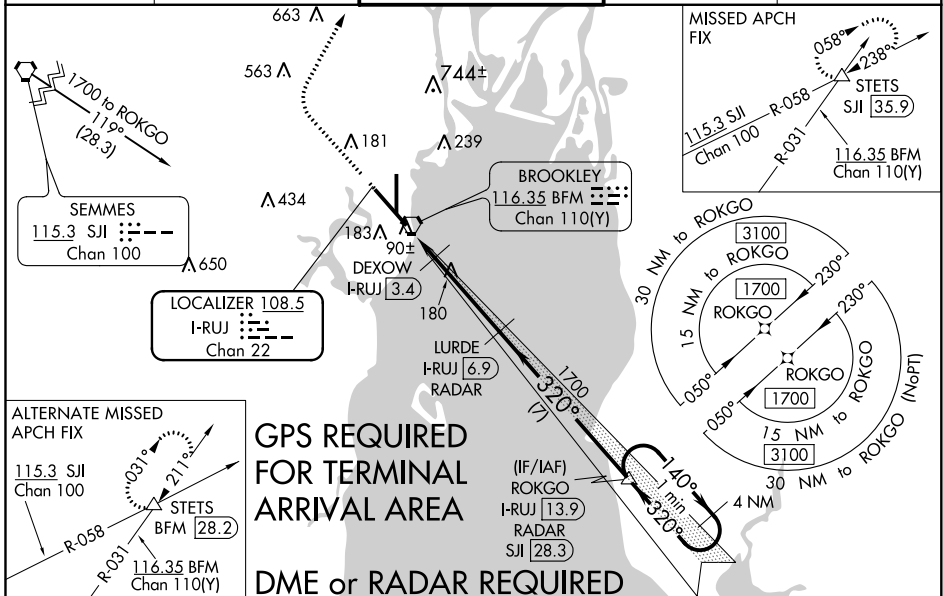 663
563
744±
181
239
434
183
90±
650
180
1700 to ROKGO
119°
(28.3)
SEMMES
115.3 SJI
Chan 100
LOCALIZER 108.5
I-RUJ
Chan 22
BROOKLEY
116.35 BFM
Chan 110(Y)
DEXOW
I-RUJ 3.4
LURDE
I-RUJ 6.9
RADAR
1700
320°
(7)
(IF/IAF)
ROKGO
I-RUJ 13.9
RADAR
SJI 28.3
140°
1 min
320°
4 NM
MISSED APCH
FIX
058°
238°
STETS
SJI 35.9
115.3 SJI
Chan 100
R-058
R-031
116.35 BFM
Chan 110(Y)
30 NM to ROKGO
3100
15 NM to ROKGO
1700
ROKGO
230°
050°
230°
050°
ROKGO
1700
15 NM to ROKGO
3100
30 NM to ROKGO (NoPT)
ALTERNATE MISSED
APCH FIX
115.3 SJI
Chan 100
031°
211°
STETS
BFM 28.2
R-058
R-031
116.35 BFM
Chan 110(Y)
GPS REQUIRED
FOR TERMINAL
ARRIVAL AREA
DME or RADAR REQUIRED